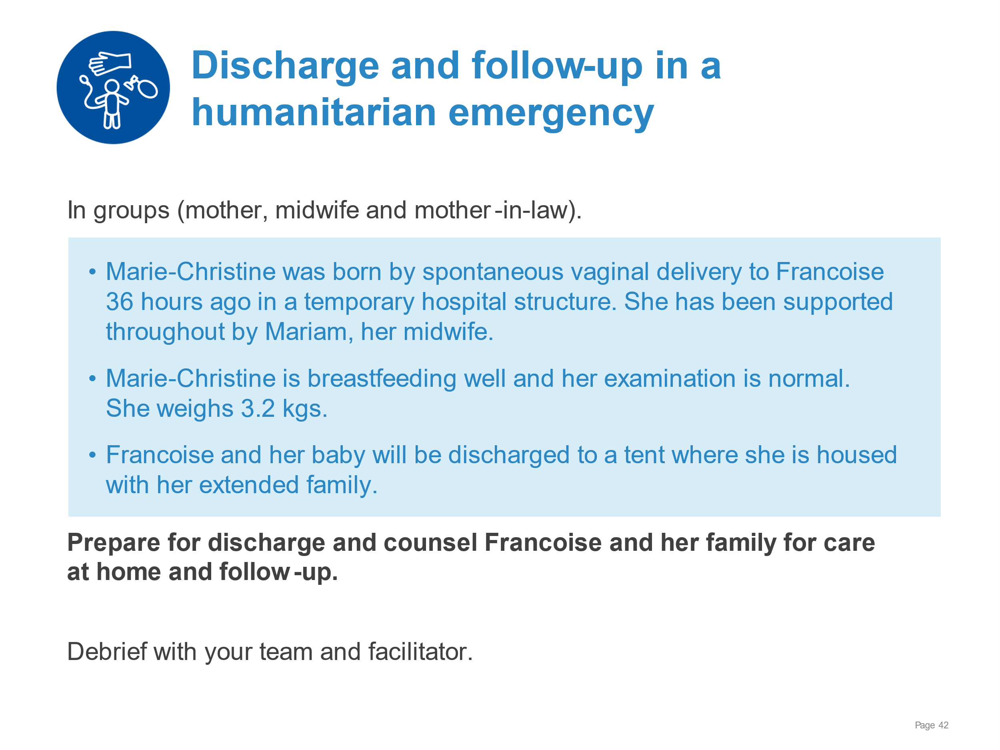 Discharge and follow-up in a
humanitarian emergency
In groups (mother, midwife and mother-in-law).
• Marie-Christine was born by spontaneous vaginal delivery to Francoise
36 hours ago in a temporary hospital structure. She has been supported
throughout by Mariam, her midwife.
• Marie-Christine is breastfeeding well and her examination is normal.
She weighs 3.2 kgs.
• Francoise and her baby will be discharged to a tent where she is housed
with her extended family.
Prepare for discharge and counsel Francoise and her family for care
at home and follow-up.
Debrief with your team and facilitator.
Page 42